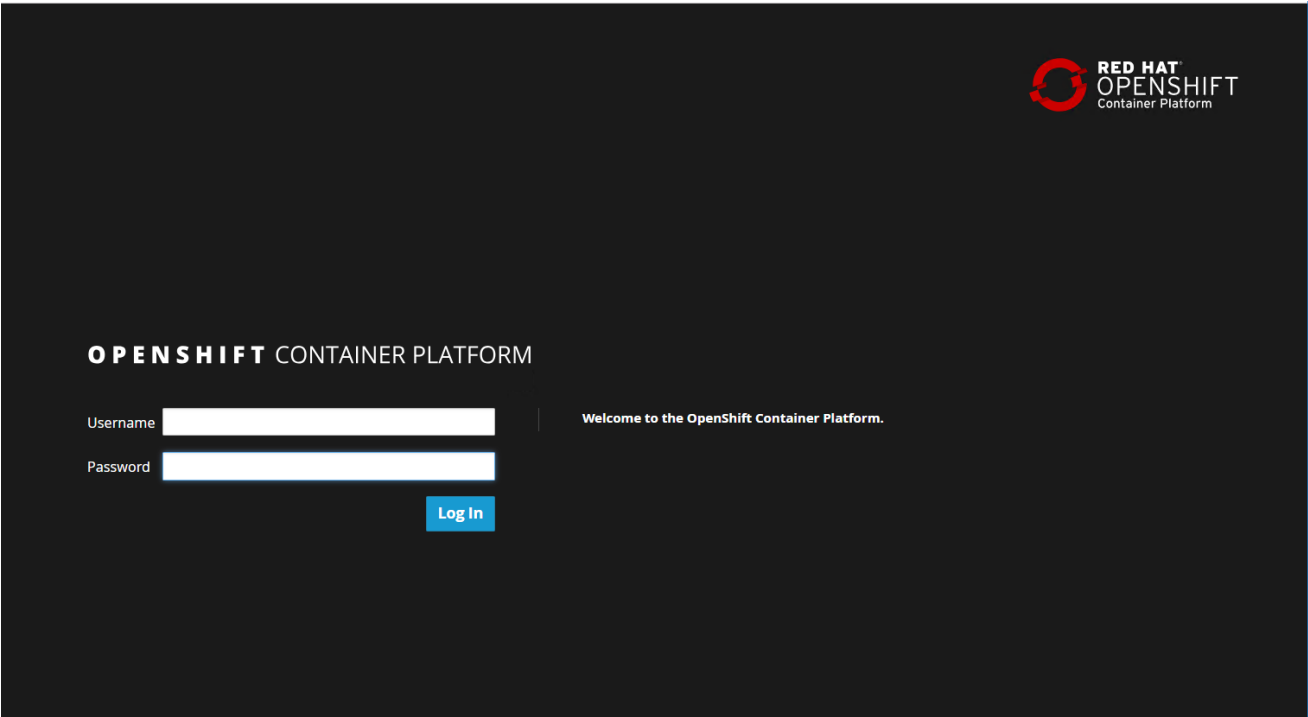 RED HAT
OPENSHIFT
Container Platform
OPENSHIFT CONTAINER PLATFORM
Username
Welcome to the OpenShift Container Platform.
Password
Log In